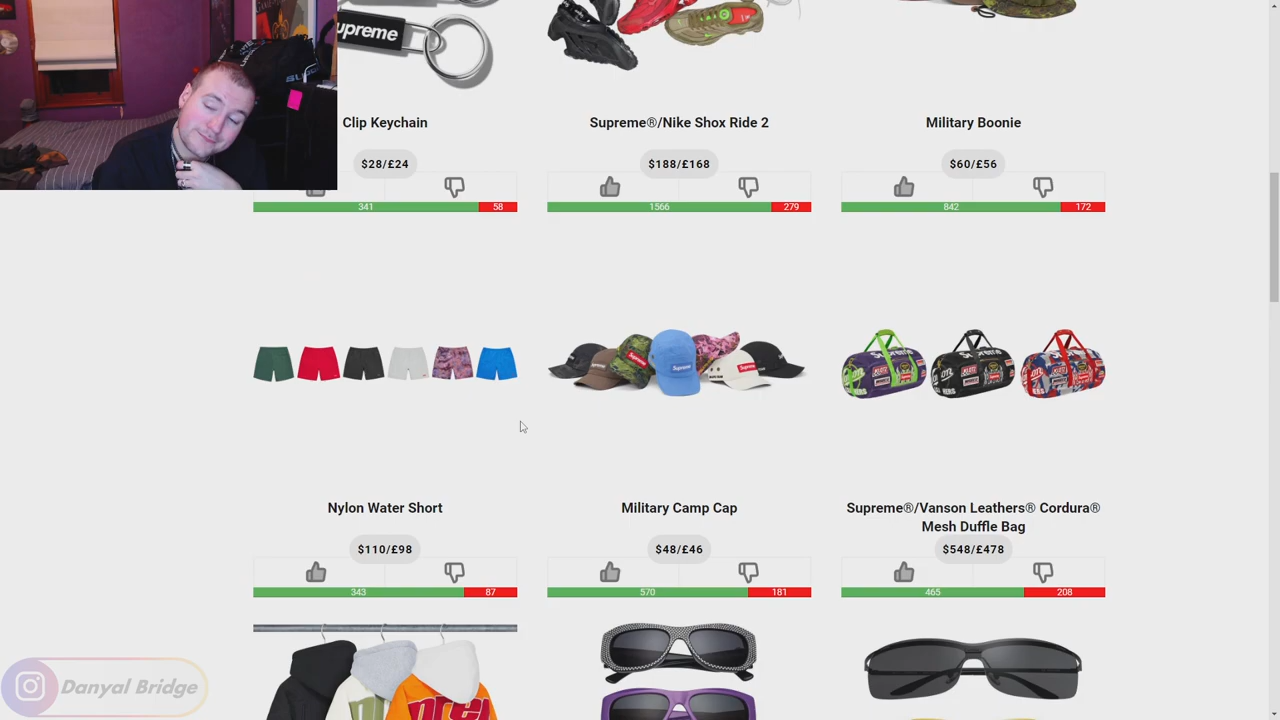 upreme
Clip Keychain
Supreme®/Nike Shox Ride 2
Military Boonie
$28/£24
$188/£168
$60/£56
341
58
1566
279
842
172
Supreme
Nylon Water Short
Military Camp Cap
Supreme®/Vanson Leathers® Cordura®
Mesh Duffle Bag
$110/£98
$48/£46
$548/£478
343
87
570
181
465
208
Danyal Bridge